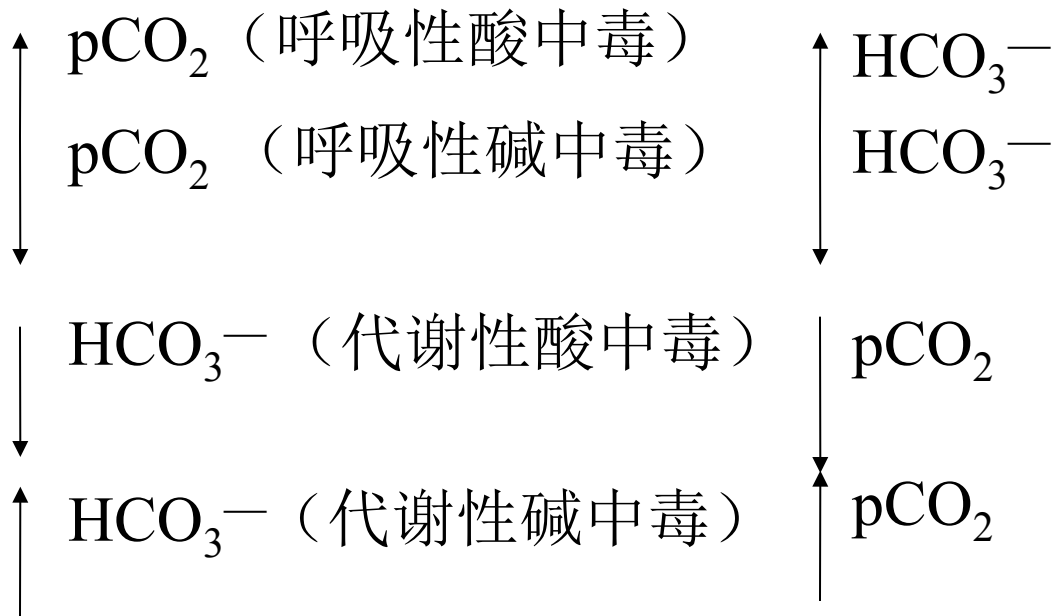 pCO₂（呼吸性酸中毒） HCO₃—
pCO₂ （呼吸性碱中毒） HCO₃—
HCO₃—（代谢性酸中毒） pCO₂
HCO₃—（代谢性碱中毒） pCO₂